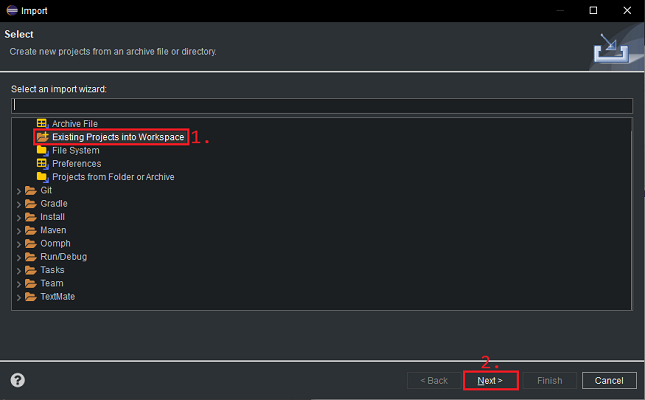 Import
Select
Create new projects from an archive file or directory.
Select an import wizard:
Archive File
Existing Projects into Workspace 1.
File System
Preferences
Projects from Folder or Archive
Git
Gradle
Install
Maven
Oomph
Run/Debug
Tasks
Team
TextMate
2.
? < Back Next > Finish Cancel